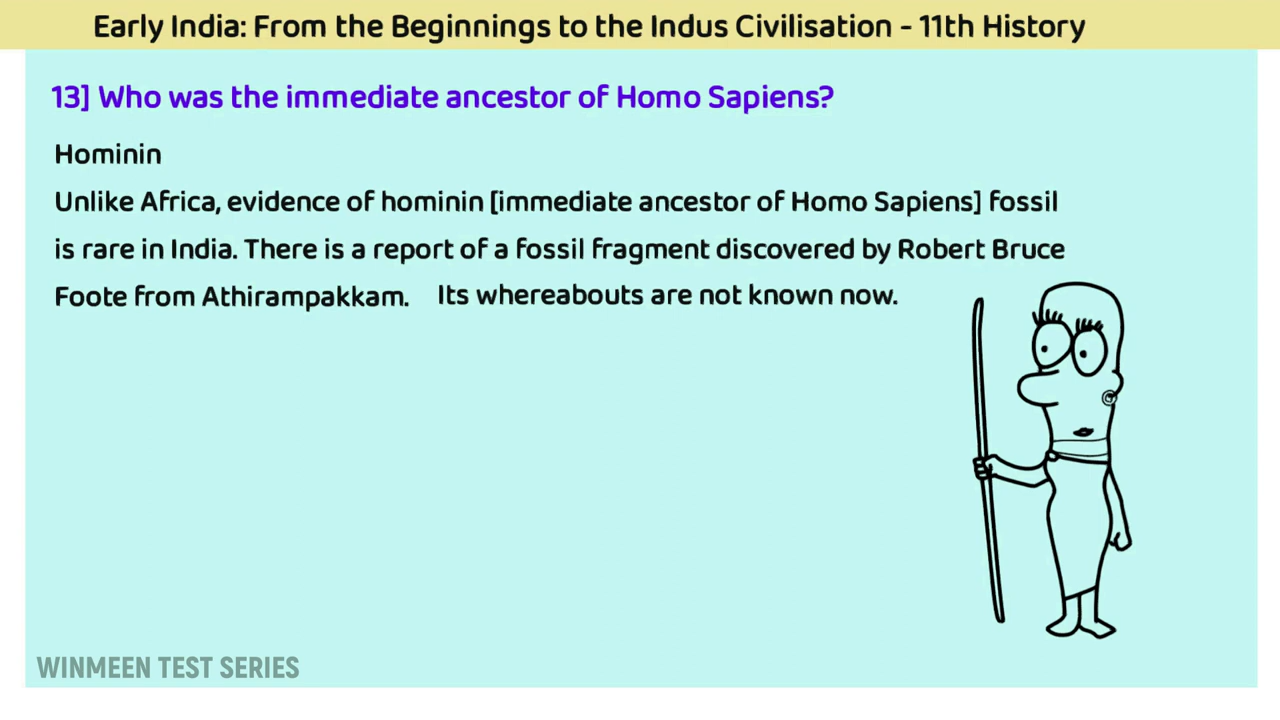 Early India: From the Beginnings to the Indus Civilisation - 11th History
13] Who was the immediate ancestor of Homo Sapiens?
Hominin
Unlike Africa, evidence of hominin [immediate ancestor of Homo Sapiens] fossil
is rare in India. There is a report of a fossil fragment discovered by Robert Bruce
Foote from Athirampakkam. Its whereabouts are not known now.
WINMEEN TEST SERIES